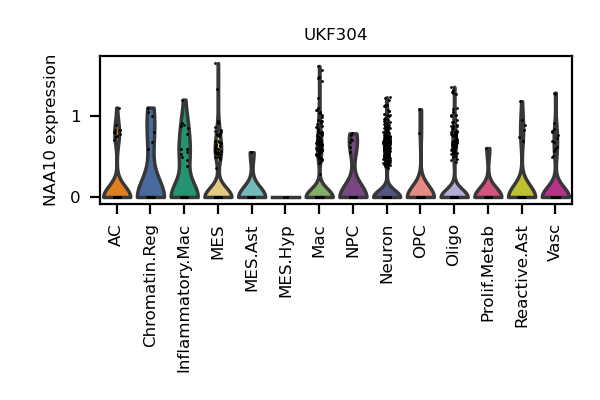 UKF304
NAA10 expression
1
0
AC
Chromatin.Reg
Inflammatory.Mac
MES
MES.Ast
MES.Hyp
Mac
NPC
Neuron
OPC
Oligo
Prolif.Metab
Reactive.Ast
Vasc